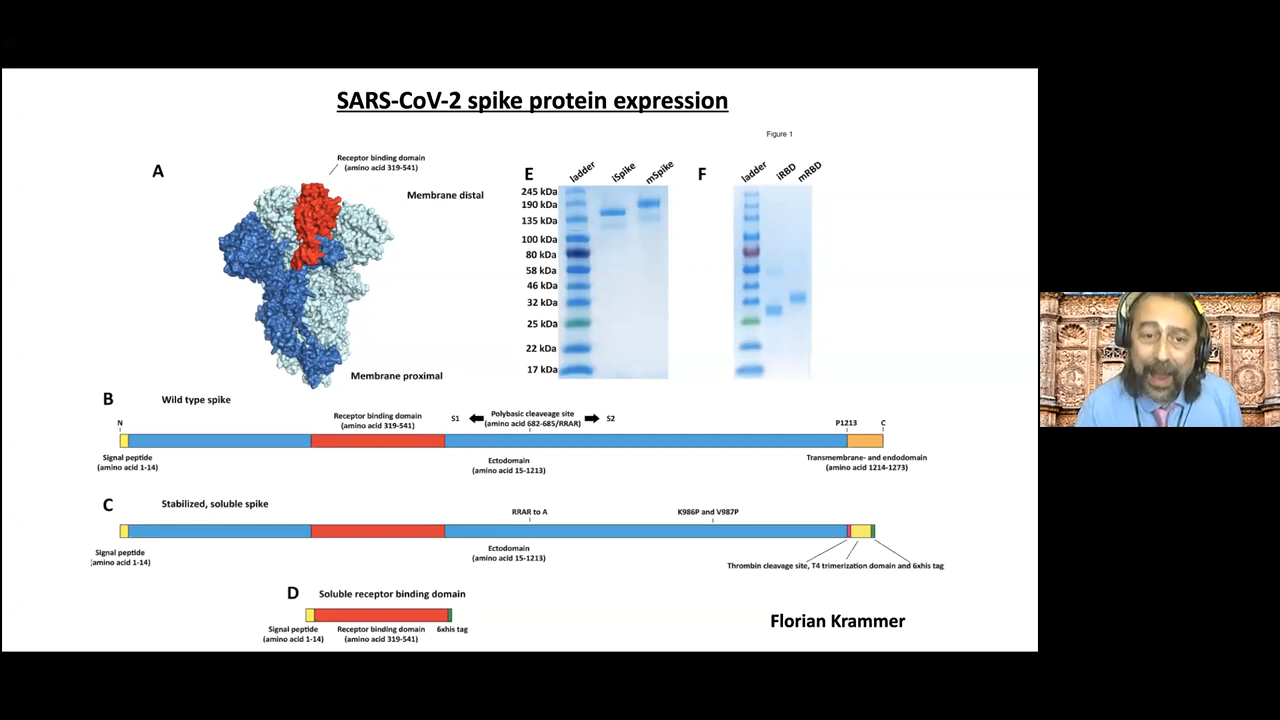 SARS-CoV-2 spike protein expression
Figure 1
A
Receptor binding domain
(amino acid 319-541)
Membrane distal
Membrane proximal
E
ladder
iSpike
mSpike
245 kDa
190 kDa
135 kDa
100 kDa
80 kDa
58 kDa
46 kDa
32 kDa
25 kDa
22 kDa
17 kDa
F
ladder
iRBD
mRBD
B
Wild type spike
N
Receptor binding domain
(amino acid 319-541)
S1
Polybasic cleaveage site
(amino acid 682-685/RRAR)
S2
P1213
C
Signal peptide
(amino acid 1-14)
Ectodomain
(amino acid 15-1213)
Transmembrane- and endodomain
(amino acid 1214-1273)
C
Stabilized, soluble spike
RRAR to A
K986P and V987P
Signal peptide
(amino acid 1-14)
Ectodomain
(amino acid 15-1213)
Thrombin cleavage site, T4 trimerization domain and 6xhis tag
D
Soluble receptor binding domain
Signal peptide
(amino acid 1-14)
Receptor binding domain
(amino acid 319-541)
6xhis tag
Florian Krammer